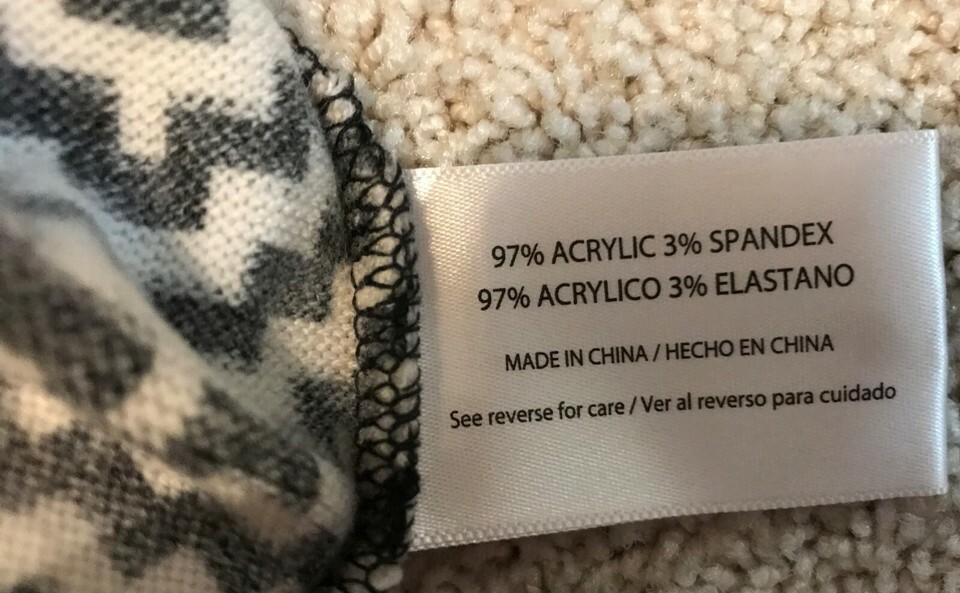 97% ACRYLIC 3% SPANDEX
97% ACRYLICO 3% ELASTANO
MADE IN CHINA / HECHO EN CHINA
See reverse for care / Ver al reverso para cuidado